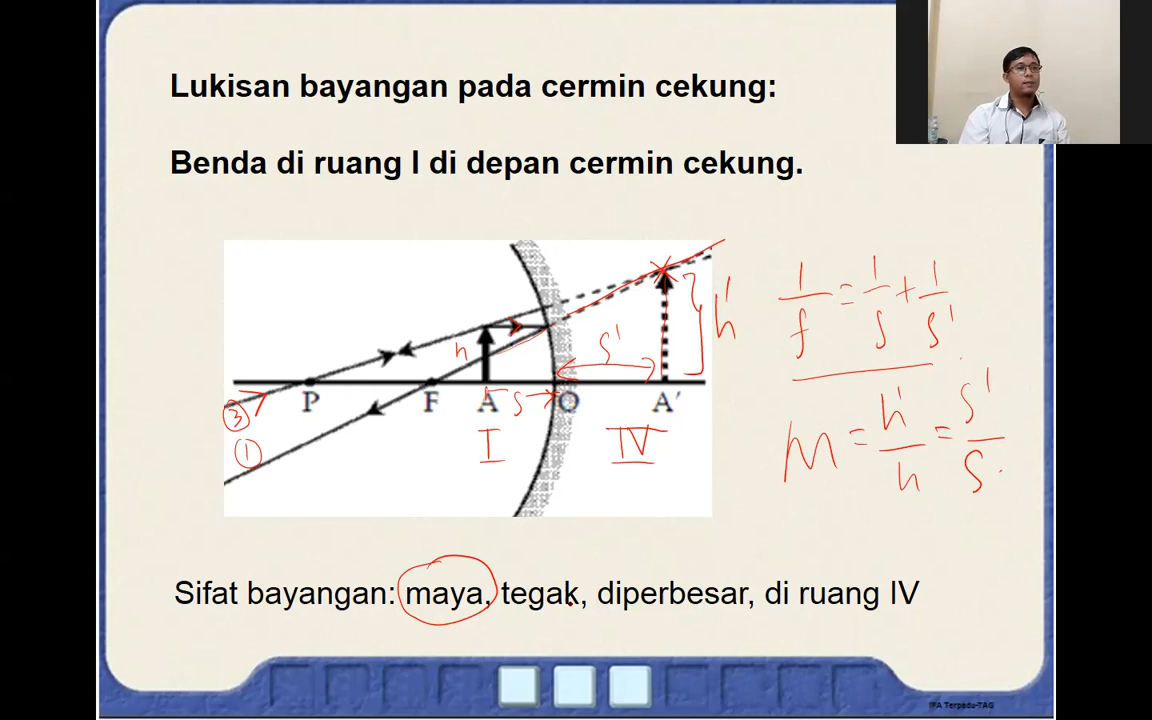 Lukisan bayangan pada cermin cekung:
Benda di ruang I di depan cermin cekung.
h
h'
s'
P
F
A
s
O
A'
③
①
I
IV
1/f = 1/s + 1/s'
M = h'/h = s'/s
Sifat bayangan: maya, tegak, diperbesar, di ruang IV
IPA Terpadu-TAG